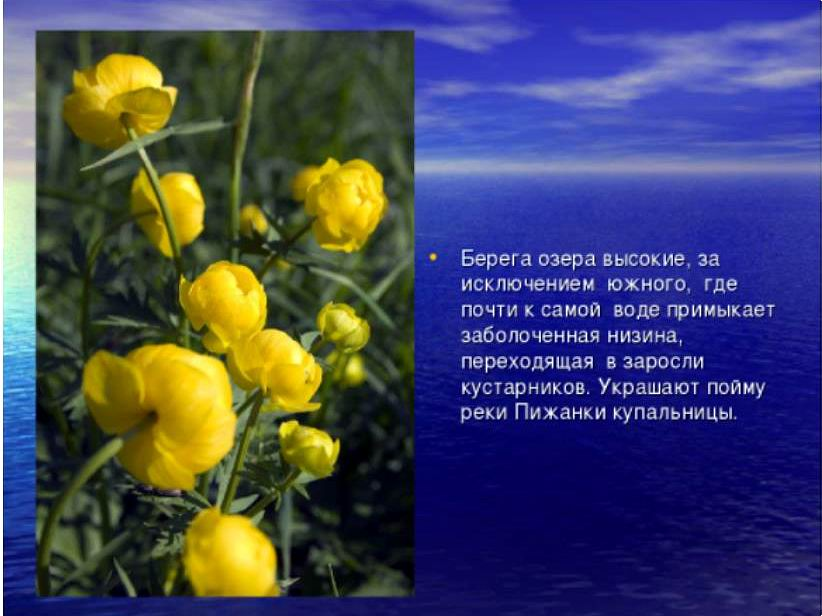 • Берега озера высокие, за
исключением южного, где
почти к самой воде примыкает
заболоченная низина,
переходящая в заросли
кустарников. Украшают пойму
реки Пижанки купальницы.